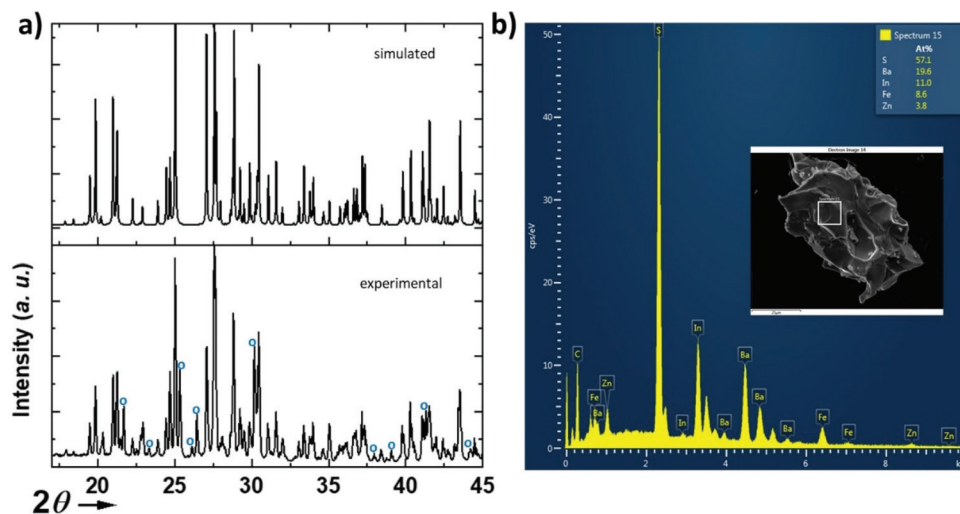 a)
simulated
experimental
Intensity (a. u.)
20 25 30 35 40 45
2θ
b)
Spectrum 15
At%
S 57.1
Ba 19.6
In 11.0
Fe 8.6
Zn 3.8
50
40
30
20
10
0
cps/eV
S
C
Fe
Ba
Zn
In
In
Ba
Ba
Ba
Ba
Fe
Fe
Zn
Zn
0 2 4 6 8
Electron Image 14